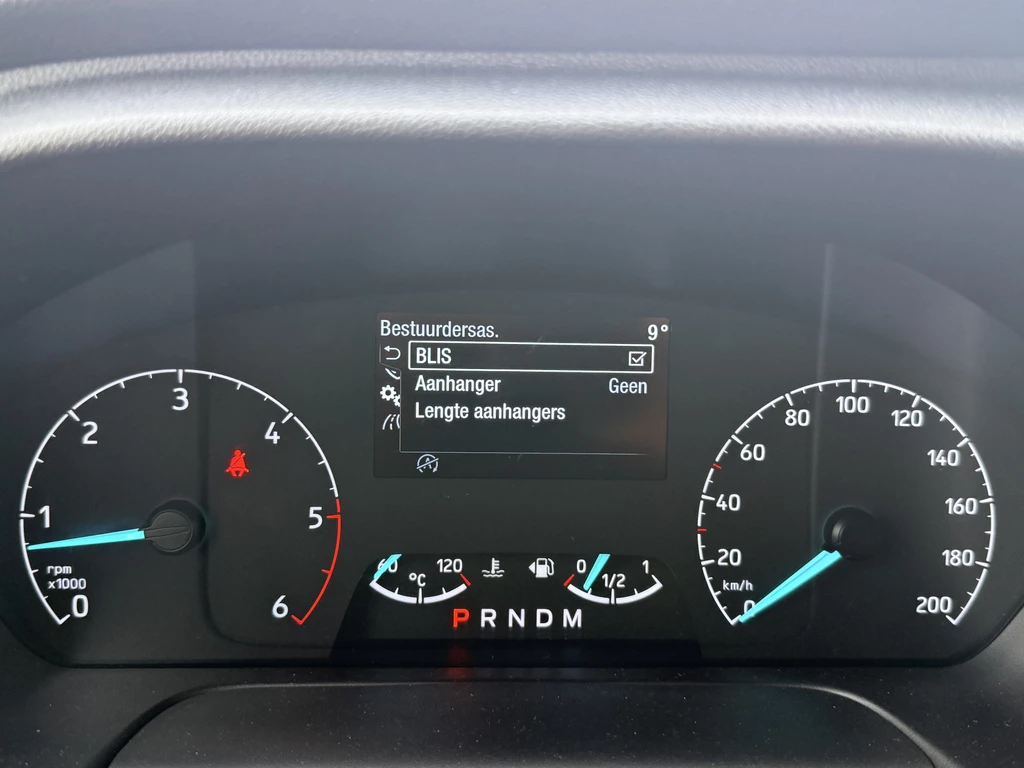 Bestuurdersas. 9°
BLIS
Aanhanger Geen
Lengte aanhangers
0 1 2 3 4 5 6
rpm
x1000
60 120
°C
0 1/2 1
P R N D M
0 20 40 60 80 100 120 140 160 180 200
km/h